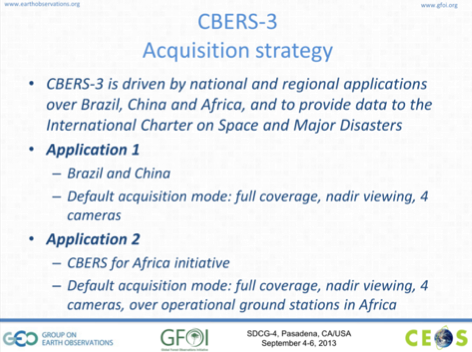 www.earthobservations.org
www.gfoi.org
CBERS-3
Acquisition strategy
• CBERS-3 is driven by national and regional applications
over Brazil, China and Africa, and to provide data to the
International Charter on Space and Major Disasters
• Application 1
– Brazil and China
– Default acquisition mode: full coverage, nadir viewing, 4
cameras
• Application 2
– CBERS for Africa initiative
– Default acquisition mode: full coverage, nadir viewing, 4
cameras, over operational ground stations in Africa
GEO GROUP ON
EARTH OBSERVATIONS
GFOI
SDCG-4, Pasadena, CA/USA
September 4-6, 2013
CEOS